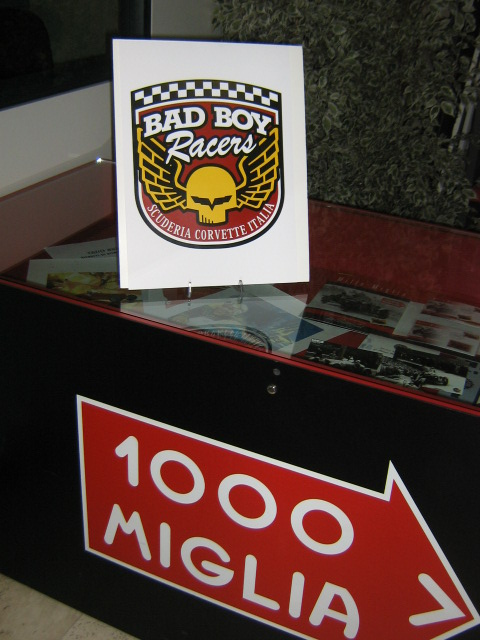 BAD BOY
Racers
SCUDERIA CORVETTE ITALIA
1000
MIGLIA